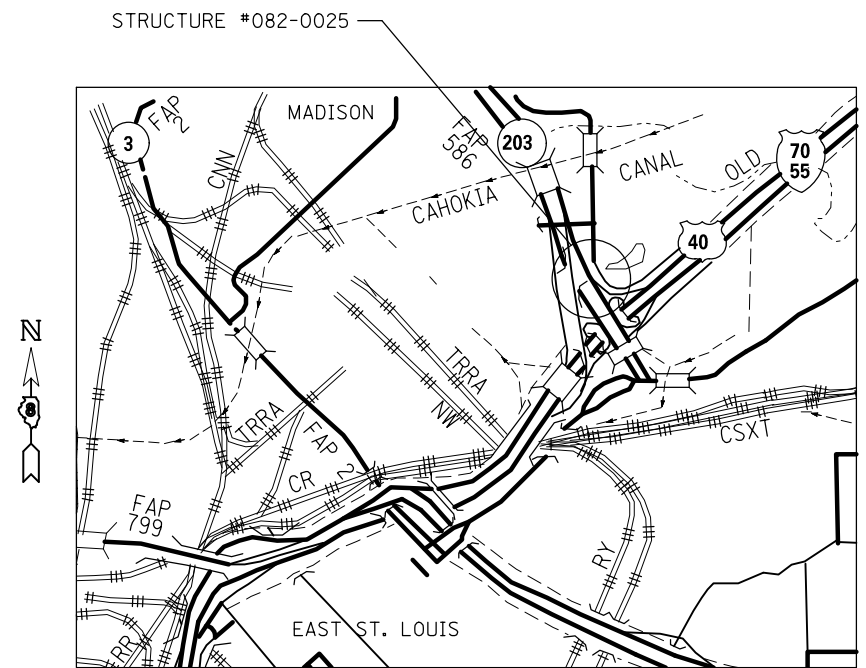 STRUCTURE #082-0025
FAP
2
3
MADISON
CNN
FAP
586
203
CANAL
OLD
70
55
CAHOKIA
40
N
8
TRRA
NW
TRRA
FAP
2
CR
CSXT
FAP
799
RY
EAST ST. LOUIS
RR